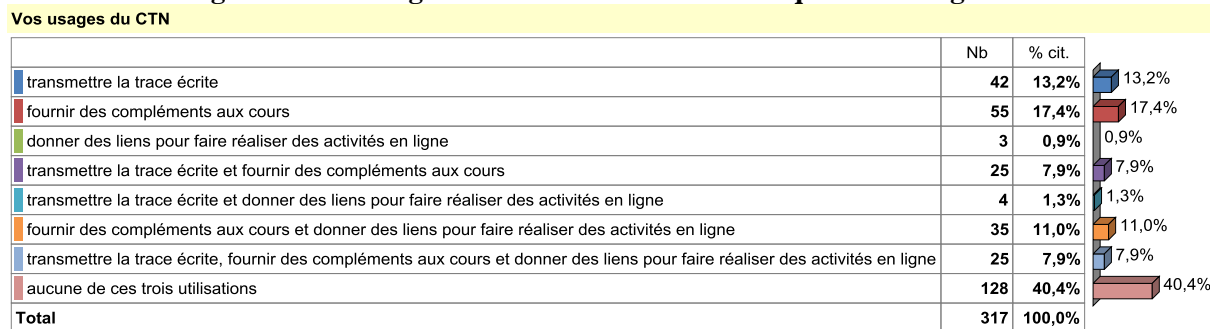 Vos usages du CTN
Nb % cit.
transmettre la trace écrite 42 13,2% 13,2%
fournir des compléments aux cours 55 17,4% 17,4%
donner des liens pour faire réaliser des activités en ligne 3 0,9% 0,9%
transmettre la trace écrite et fournir des compléments aux cours 25 7,9% 7,9%
transmettre la trace écrite et donner des liens pour faire réaliser des activités en ligne 4 1,3% 1,3%
fournir des compléments aux cours et donner des liens pour faire réaliser des activités en ligne 35 11,0% 11,0%
transmettre la trace écrite, fournir des compléments aux cours et donner des liens pour faire réaliser des activités en ligne 25 7,9% 7,9%
aucune de ces trois utilisations 128 40,4% 40,4%
Total 317 100,0%